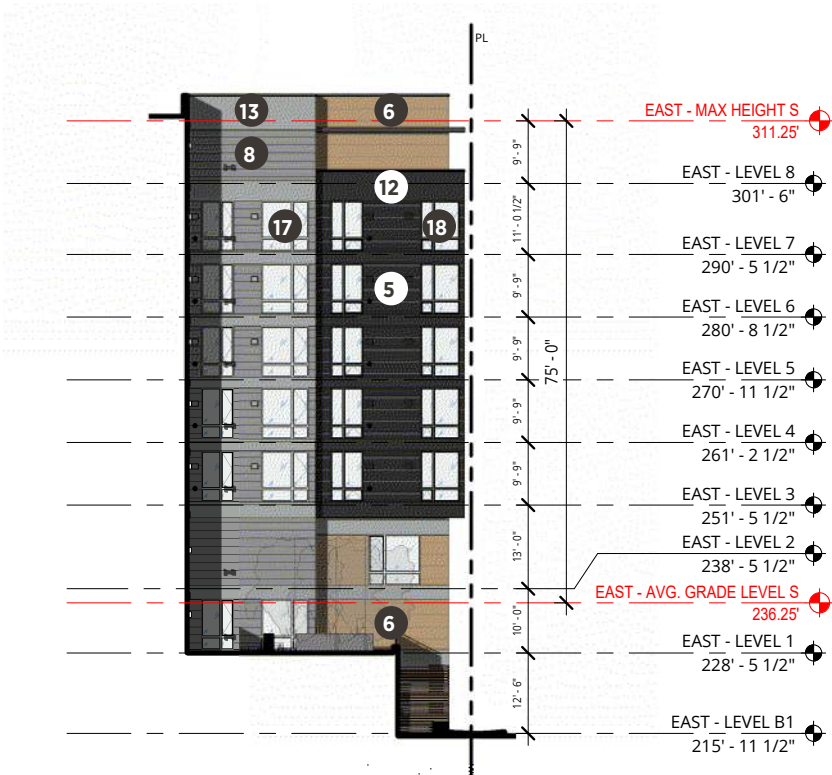 PL
13
6
EAST - MAX HEIGHT S
311.25'
9' - 9"
8
EAST - LEVEL 8
301' - 6"
12
11' - 0 1/2"
17
18
EAST - LEVEL 7
290' - 5 1/2"
5
9' - 9"
EAST - LEVEL 6
280' - 8 1/2"
9' - 9"
75' - 0"
EAST - LEVEL 5
270' - 11 1/2"
9' - 9"
EAST - LEVEL 4
261' - 2 1/2"
9' - 9"
EAST - LEVEL 3
251' - 5 1/2"
13' - 0"
EAST - LEVEL 2
238' - 5 1/2"
EAST - AVG. GRADE LEVEL S
236.25'
10' - 0"
6
EAST - LEVEL 1
228' - 5 1/2"
12' - 6"
EAST - LEVEL B1
215' - 11 1/2"